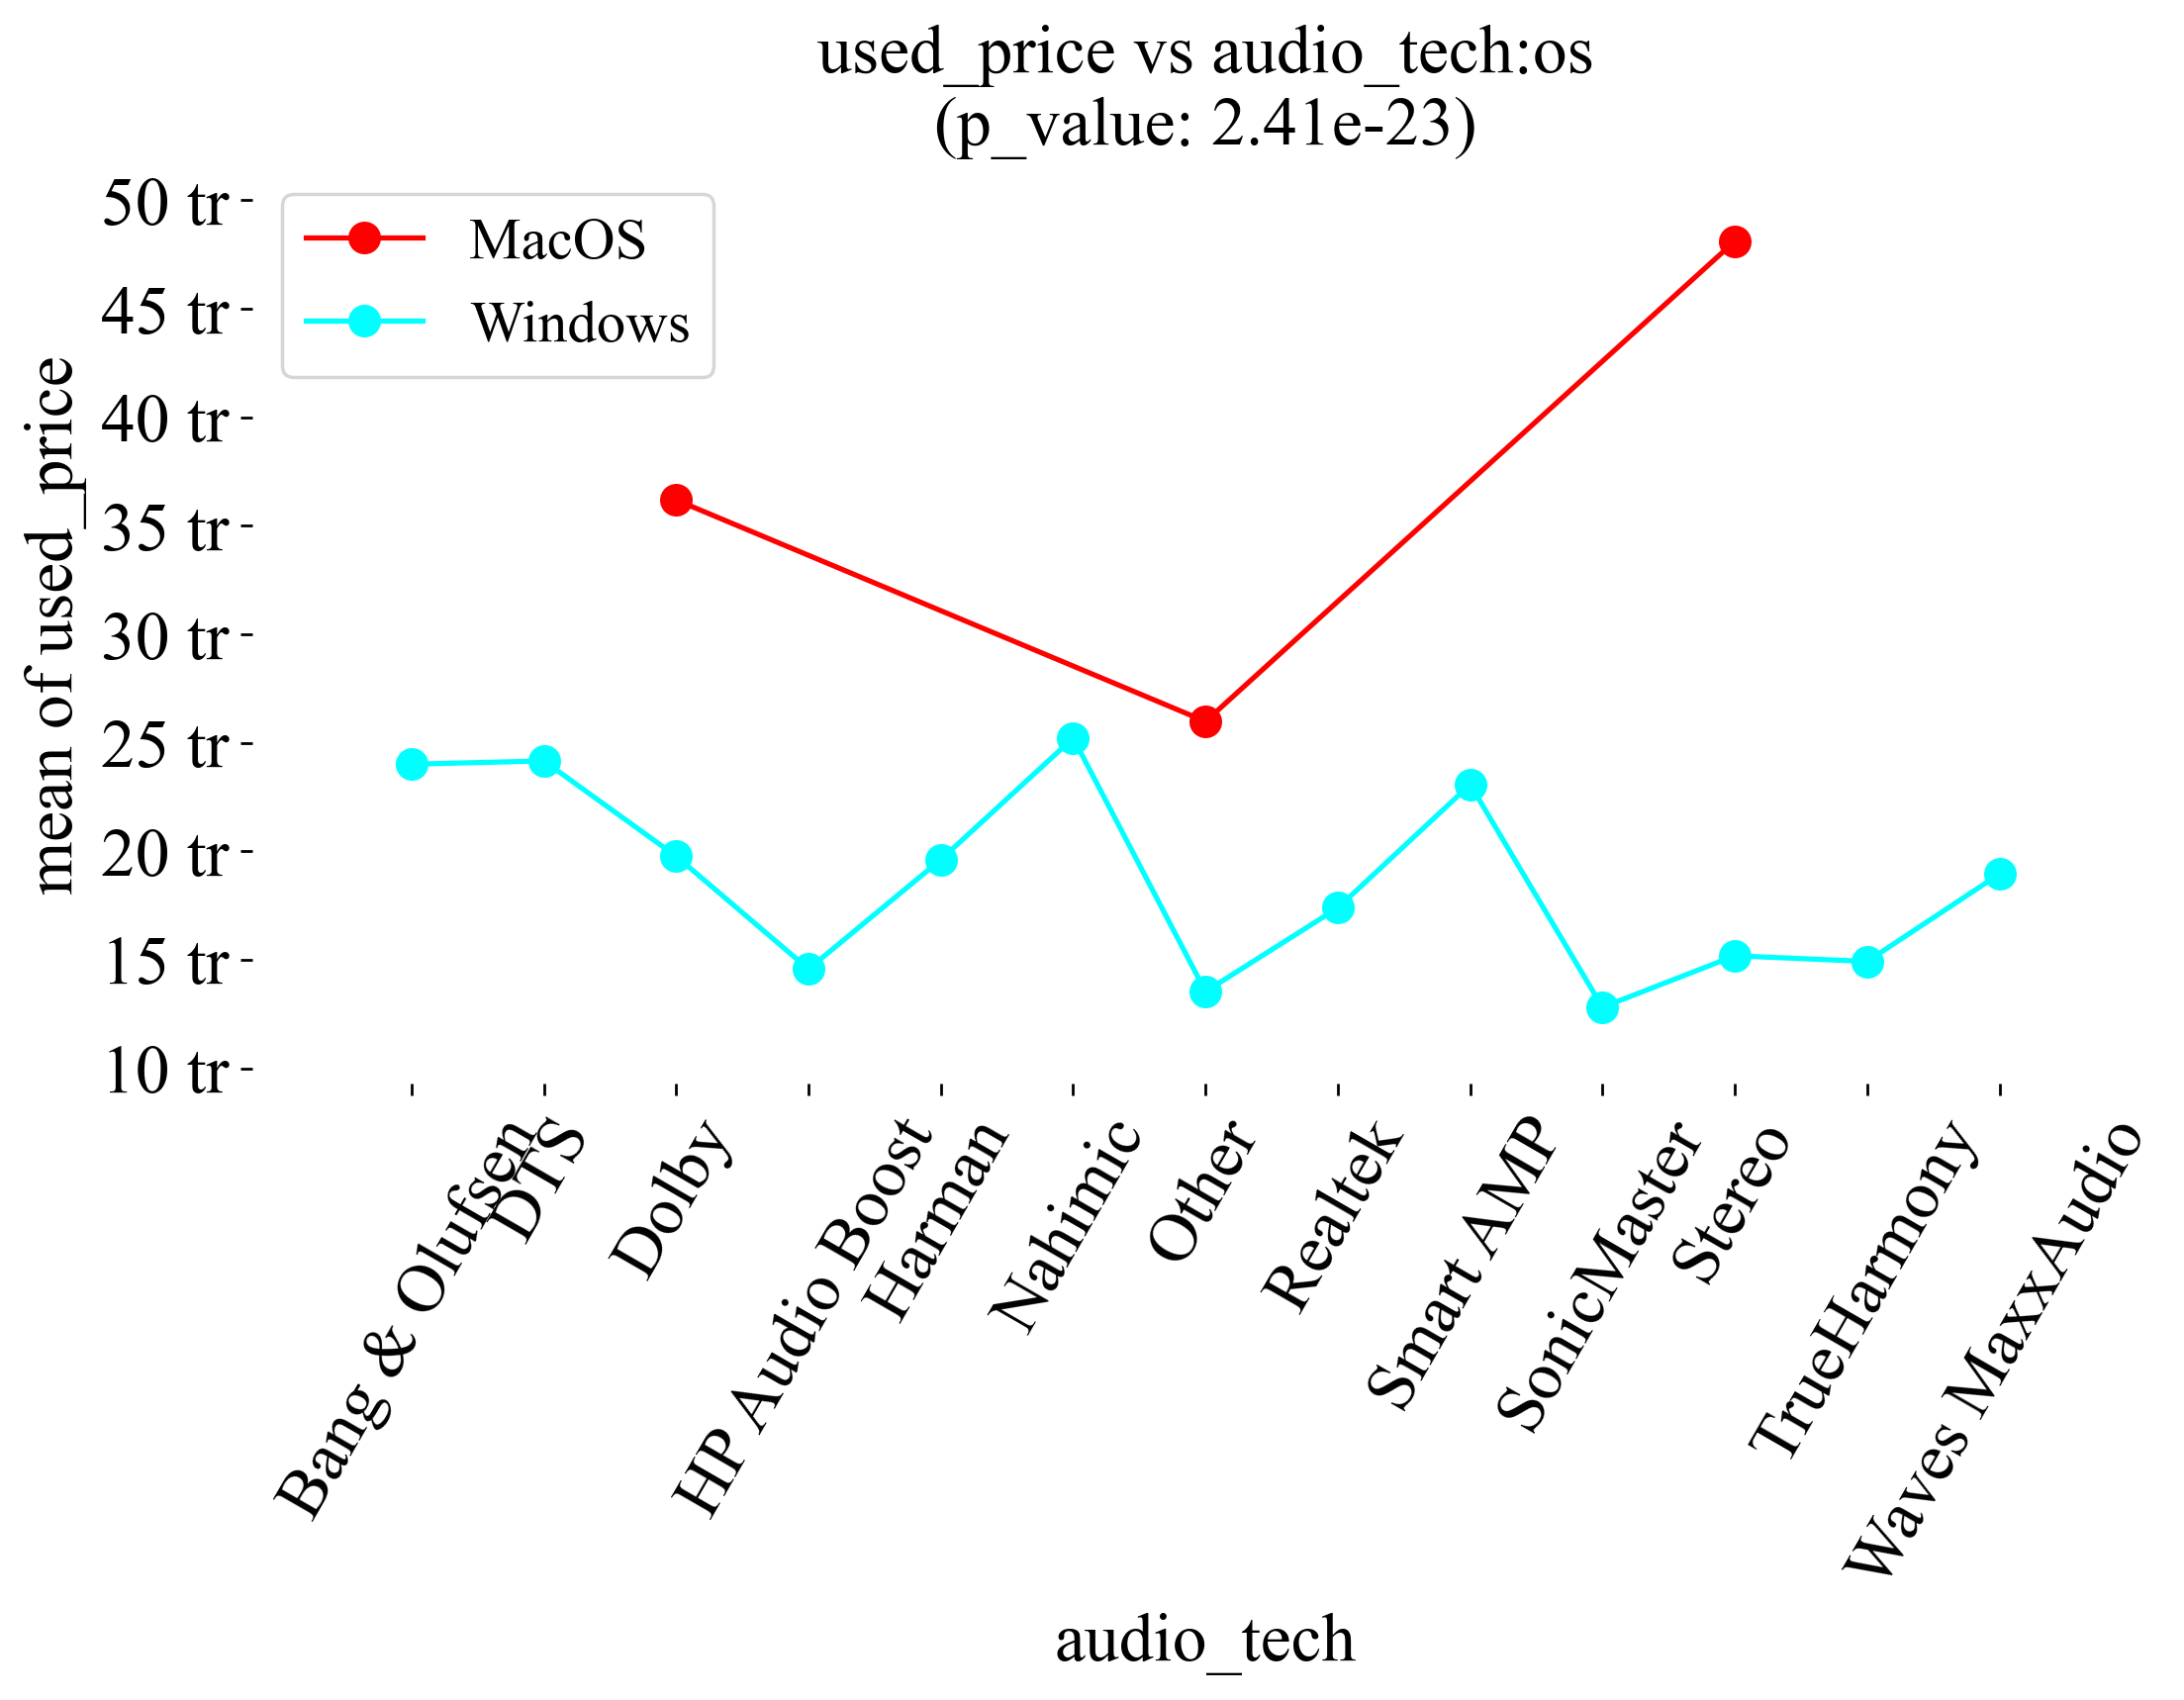 used_price vs audio_tech:os
(p_value: 2.41e-23)
MacOS
Windows
mean of used_price
50 tr
45 tr
40 tr
35 tr
30 tr
25 tr
20 tr
15 tr
10 tr
Bang & Olufsen
DTS
Dolby
HP Audio Boost
Harman
Nahimic
Other
Realtek
Smart AMP
SonicMaster
Stereo
TrueHarmony
Waves MaxxAudio
audio_tech